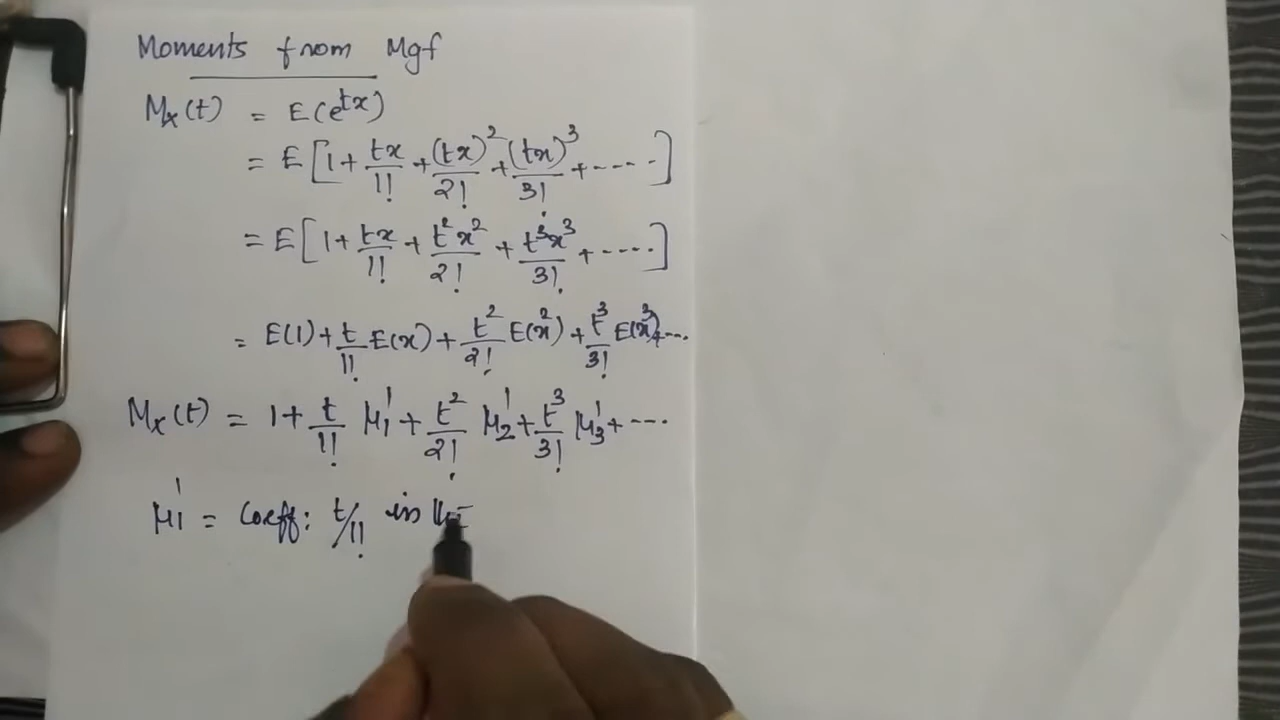 Moments from Mgf
Mx(t) = E(e^tx)
= E[1 + tx/1! + (tx)^2/2! + (tx)^3/3! + ----]
= E[1 + tx/1! + t^2x^2/2! + t^3x^3/3! + ----]
= E(1) + t/1! E(x) + t^2/2! E(x^2) + t^3/3! E(x^3) + ---
Mx(t) = 1 + t/1! μ1' + t^2/2! μ2' + t^3/3! μ3' + ---
μ1' = Coeff: t/1! in